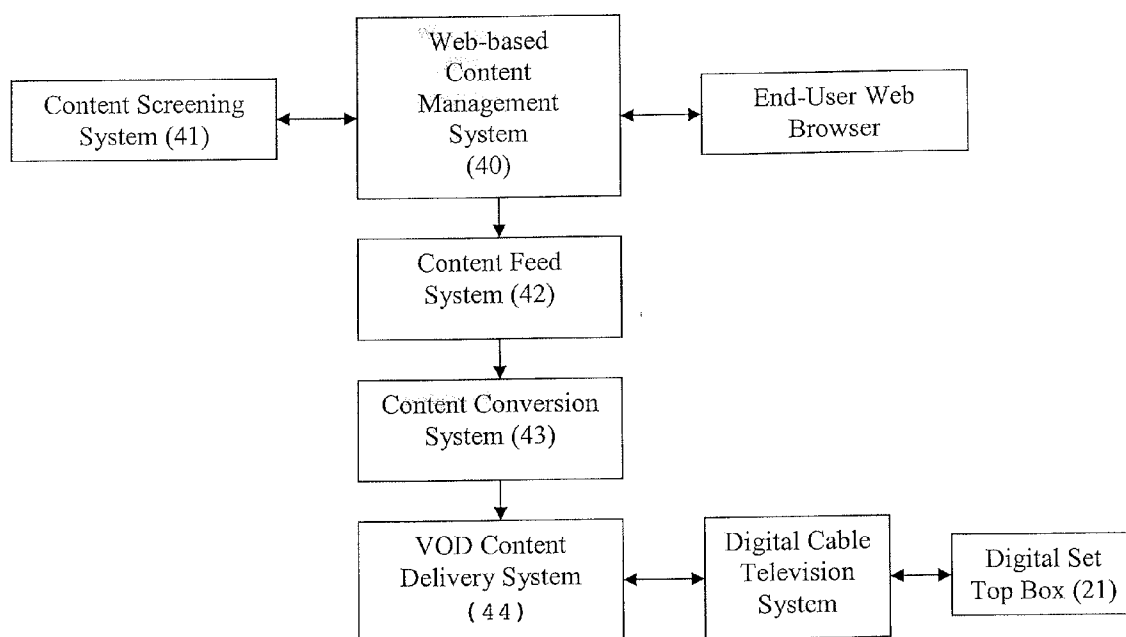 Web-based
Content
Management
System
(40)
Content Screening
System (41)
End-User Web
Browser
Content Feed
System (42)
Content Conversion
System (43)
VOD Content
Delivery System
(44)
Digital Cable
Television
System
Digital Set
Top Box (21)